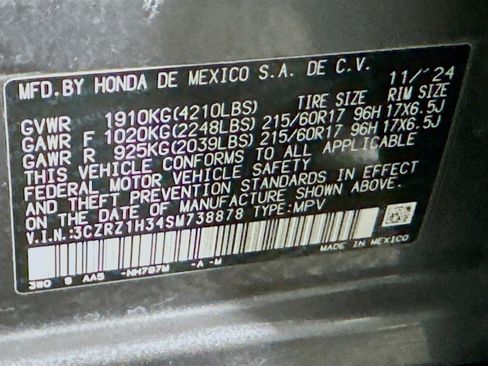 MFD.BY HONDA DE MEXICO S.A. DE C.V. 11/'24
TIRE SIZE RIM SIZE
GVWR 1910KG(4210LBS)
GAWR F 1020KG(2248LBS) 215/60R17 96H 17X6.5J
GAWR R 925KG(2039LBS) 215/60R17 96H 17X6.5J
THIS VEHICLE CONFORMS TO ALL APPLICABLE
FEDERAL MOTOR VEHICLE SAFETY
AND THEFT PREVENTION STANDARDS IN EFFECT
ON THE DATE OF MANUFACTURE SHOWN ABOVE.
V.I.N.:3CZRZ1H34SM738878 TYPE:MPV
MADE IN MEXICO
3W0 AAS -NH797M -A -M